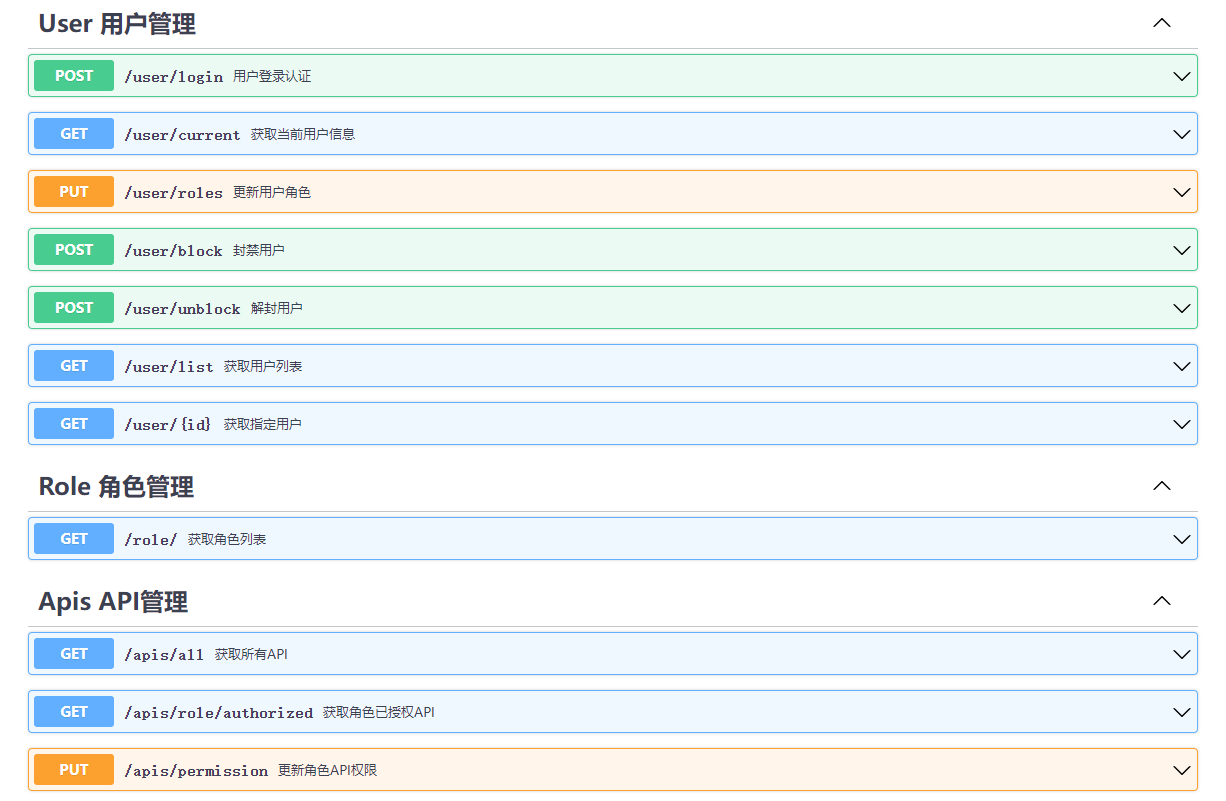 User 用户管理
POST /user/login 用户登录认证
GET /user/current 获取当前用户信息
PUT /user/roles 更新用户角色
POST /user/block 封禁用户
POST /user/unblock 解封用户
GET /user/list 获取用户列表
GET /user/{id} 获取指定用户
Role 角色管理
GET /role/ 获取角色列表
Apis API管理
GET /apis/all 获取所有API
GET /apis/role/authorized 获取角色已授权API
PUT /apis/permission 更新角色API权限